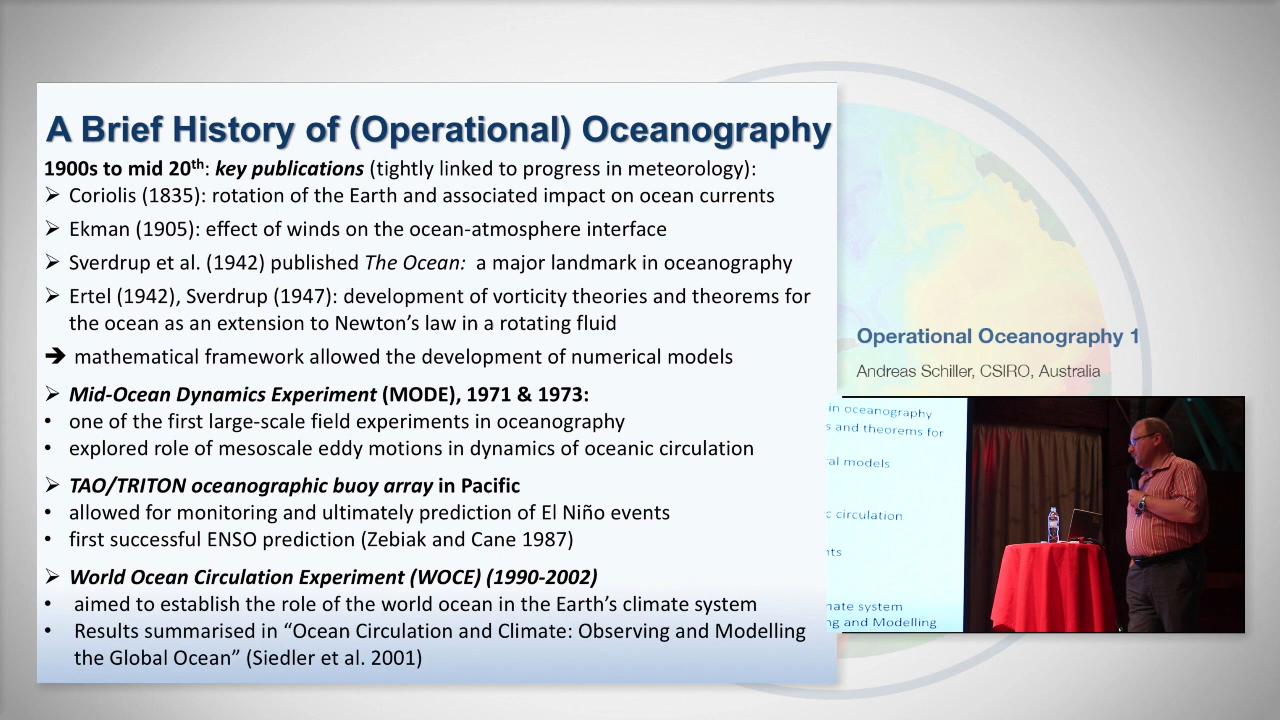 A Brief History of (Operational) Oceanography
1900s to mid 20th: key publications (tightly linked to progress in meteorology):
➢ Coriolis (1835): rotation of the Earth and associated impact on ocean currents
➢ Ekman (1905): effect of winds on the ocean-atmosphere interface
➢ Sverdrup et al. (1942) published The Ocean: a major landmark in oceanography
➢ Ertel (1942), Sverdrup (1947): development of vorticity theories and theorems for
the ocean as an extension to Newton's law in a rotating fluid
➔ mathematical framework allowed the development of numerical models
➢ Mid-Ocean Dynamics Experiment (MODE), 1971 & 1973:
• one of the first large-scale field experiments in oceanography
• explored role of mesoscale eddy motions in dynamics of oceanic circulation
➢ TAO/TRITON oceanographic buoy array in Pacific
• allowed for monitoring and ultimately prediction of El Niño events
• first successful ENSO prediction (Zebiak and Cane 1987)
➢ World Ocean Circulation Experiment (WOCE) (1990-2002)
• aimed to establish the role of the world ocean in the Earth's climate system
• Results summarised in "Ocean Circulation and Climate: Observing and Modelling
the Global Ocean" (Siedler et al. 2001)
Operational Oceanography 1
Andreas Schiller, CSIRO, Australia
in oceanography
s and theorems for
al models
circulation
nts
nate system
ng and Modelling